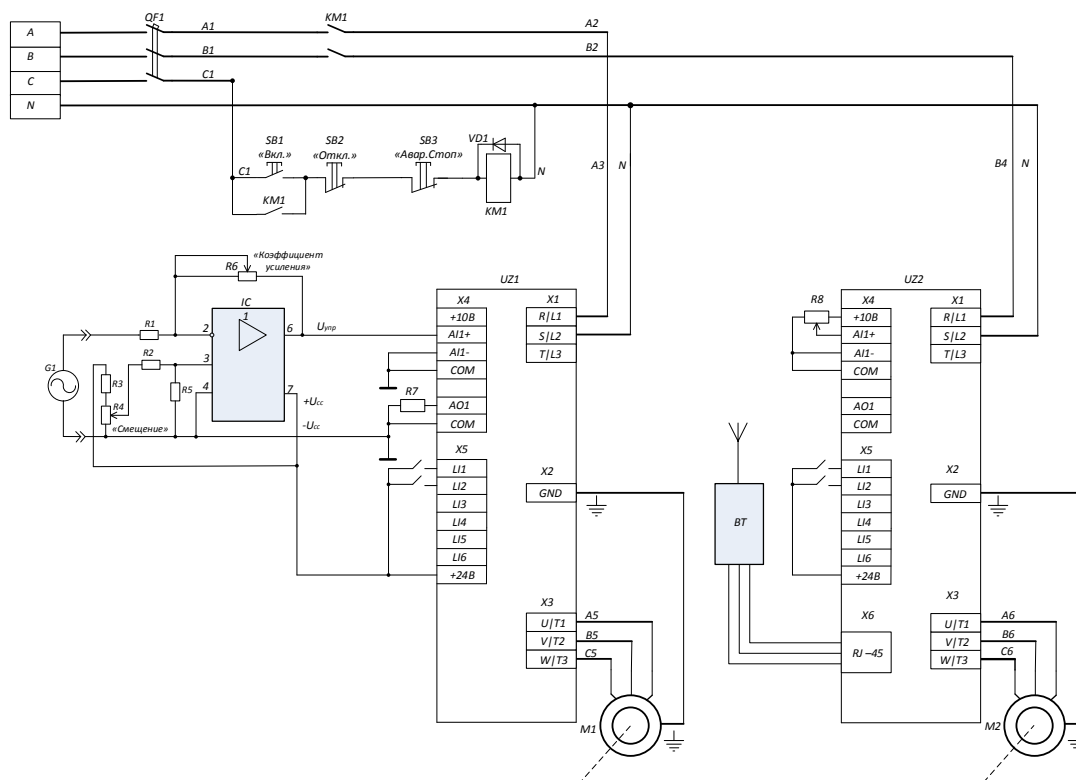 QF1
KM1
A
A1
A2
B
B1
B2
C
C1
N
SB1
«Вкл.»
SB2
«Откл.»
SB3
«Авар.Стоп»
VD1
C1
N
A3
N
B4
N
KM1
KM1
«Коэффициент
усиления»
R6
IC
1
R1
2
6
Uупр
R2
3
G1
R3
R5
4
7
R4
+Ucc
«Смещение»
-Ucc
UZ1
X4
X1
+10В
R|L1
AI1+
S|L2
AI1-
T|L3
COM
R7
AO1
COM
X5
LI1
X2
LI2
GND
LI3
LI4
LI5
LI6
+24В
X3
U|T1
A5
V|T2
B5
W|T3
C5
M1
UZ2
R8
X4
X1
+10В
R|L1
AI1+
S|L2
AI1-
T|L3
COM
AO1
COM
X5
LI1
X2
LI2
GND
LI3
BT
LI4
LI5
LI6
+24В
X3
X6
U|T1
A6
V|T2
B6
RJ –45
W|T3
C6
M2